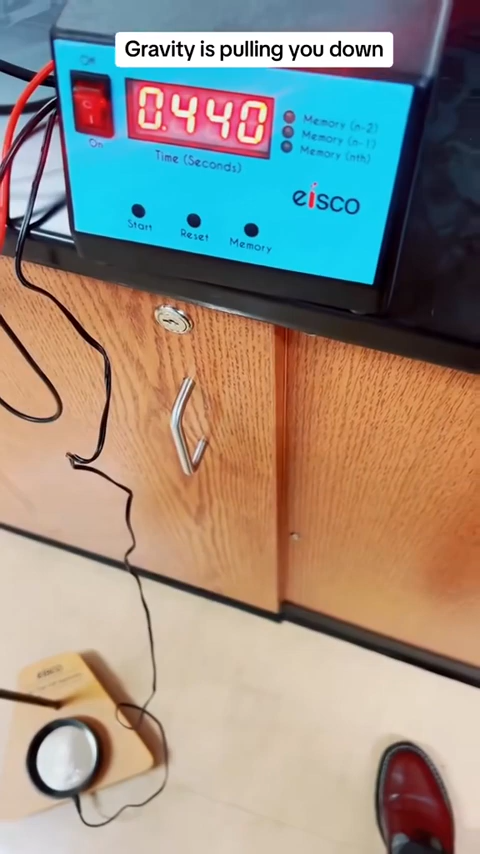 Gravity is pulling you down
Off
On
0.440
Time (Seconds)
Memory (n-2)
Memory (n-1)
Memory (nth)
eisco
Start
Reset
Memory